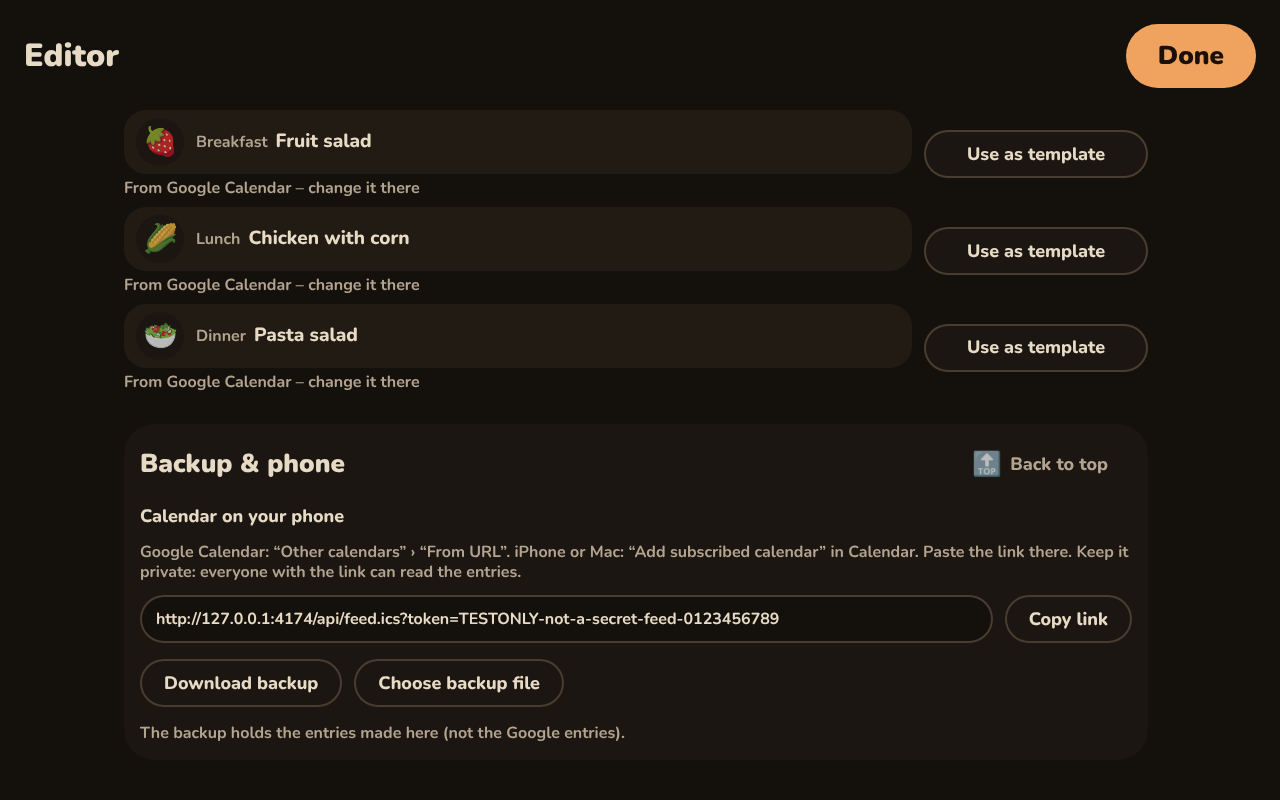 Editor
Done
Breakfast Fruit salad
Use as template
From Google Calendar – change it there
Lunch Chicken with corn
Use as template
From Google Calendar – change it there
Dinner Pasta salad
Use as template
From Google Calendar – change it there
Backup & phone
TOP Back to top
Calendar on your phone
Google Calendar: “Other calendars” › “From URL”. iPhone or Mac: “Add subscribed calendar” in Calendar. Paste the link there. Keep it
private: everyone with the link can read the entries.
http://127.0.0.1:4174/api/feed.ics?token=TESTONLY-not-a-secret-feed-0123456789
Copy link
Download backup
Choose backup file
The backup holds the entries made here (not the Google entries).